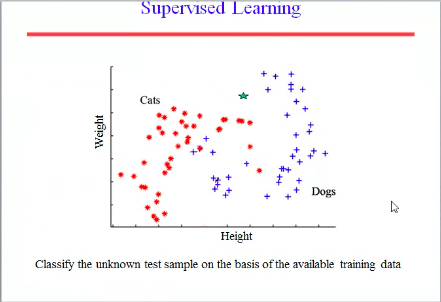 Supervised Learning
Cats
Weight
Dogs
Height
Classify the unknown test sample on the basis of the available training data